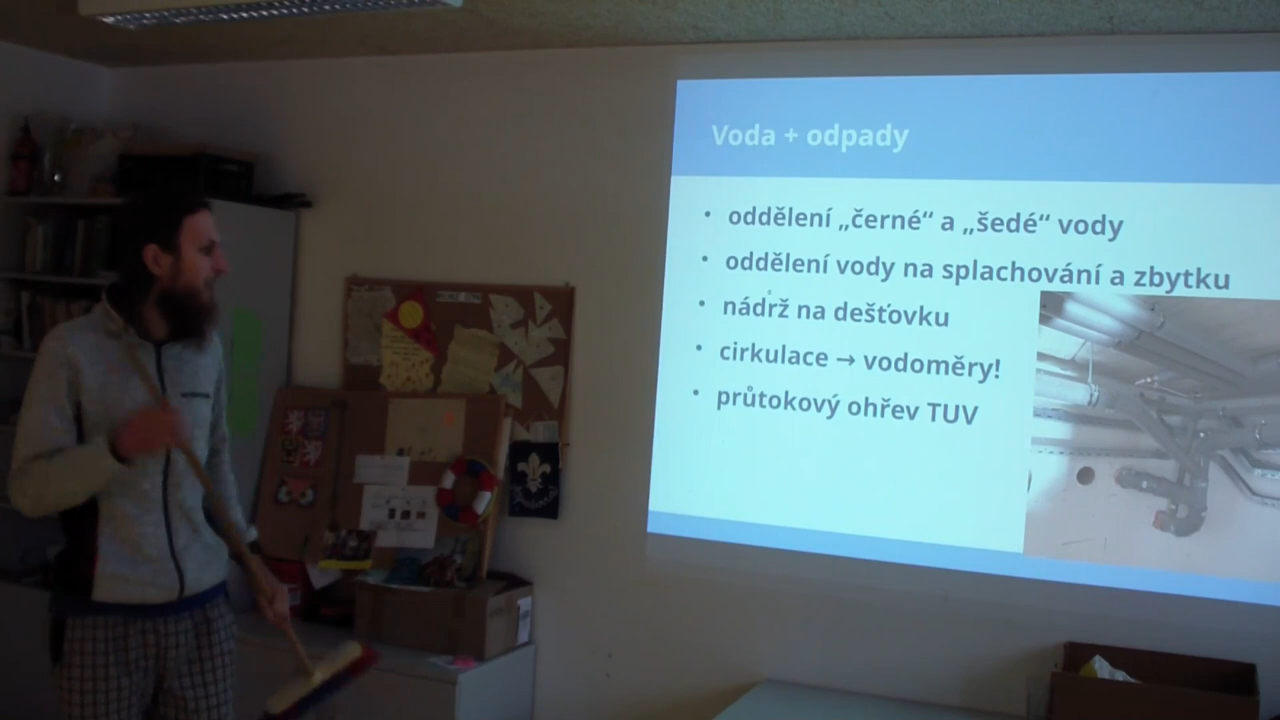 Voda + odpady
• oddělení „černé“ a „šedé“ vody
• oddělení vody na splachování a zbytku
• nádrž na dešťovku
• cirkulace → vodoměry!
• průtokový ohřev TUV